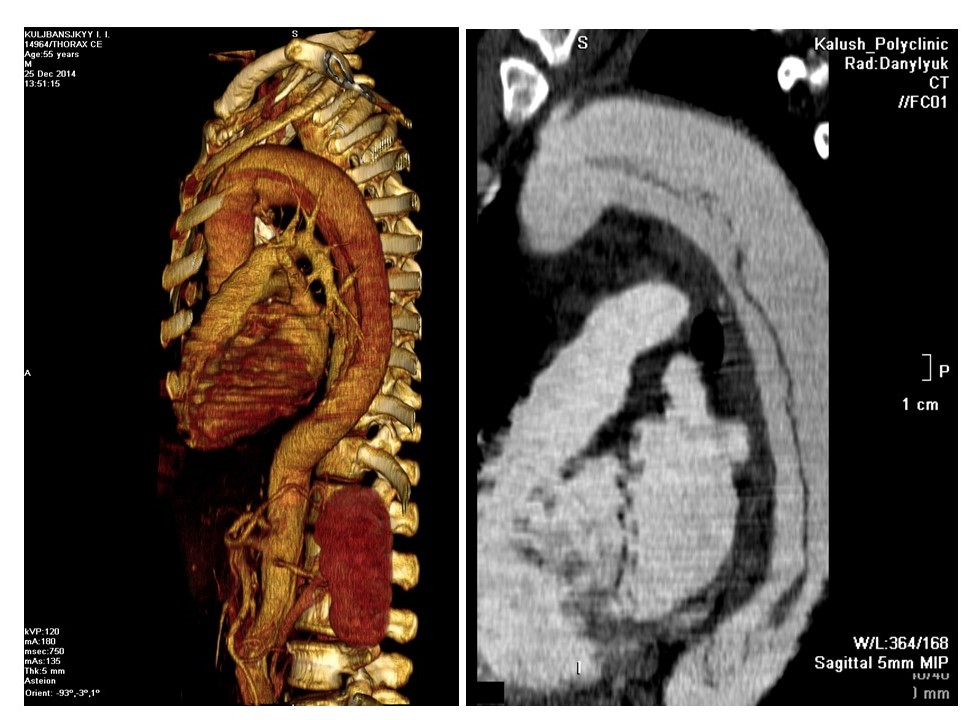 KULJBANSJKYY I. I.
14964/THORAX CE
Age:55 years
M
25 Dec 2014
13:51:15
S
A
kVP:120
mA:180
msec:750
mAs:135
Thk:5 mm
Asteion
Orient: -93°,-3°,1°
S
Kalush_Polyclinic
Rad:Danylyuk
CT
//FC01
P
1 cm
I
W/L:364/168
Sagittal 5mm MIP
mm